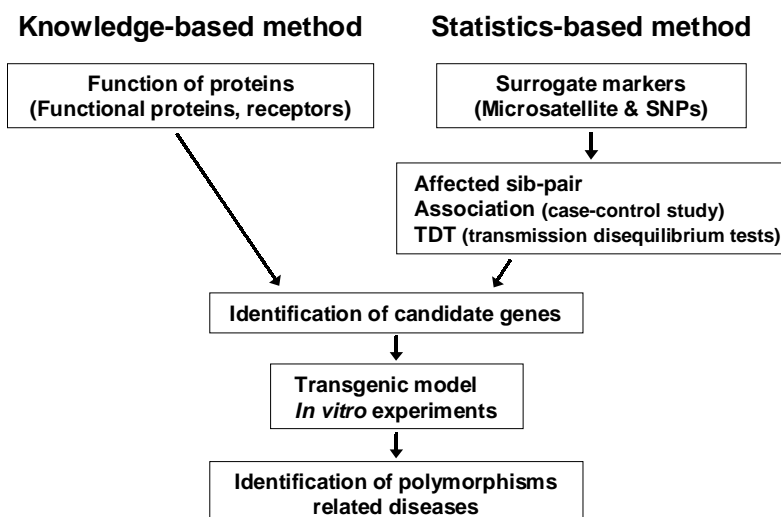 Knowledge-based method
Statistics-based method
Function of proteins
(Functional proteins, receptors)
Surrogate markers
(Microsatellite & SNPs)
Affected sib-pair
Association (case-control study)
TDT (transmission disequilibrium tests)
Identification of candidate genes
Transgenic model
In vitro experiments
Identification of polymorphisms
related diseases